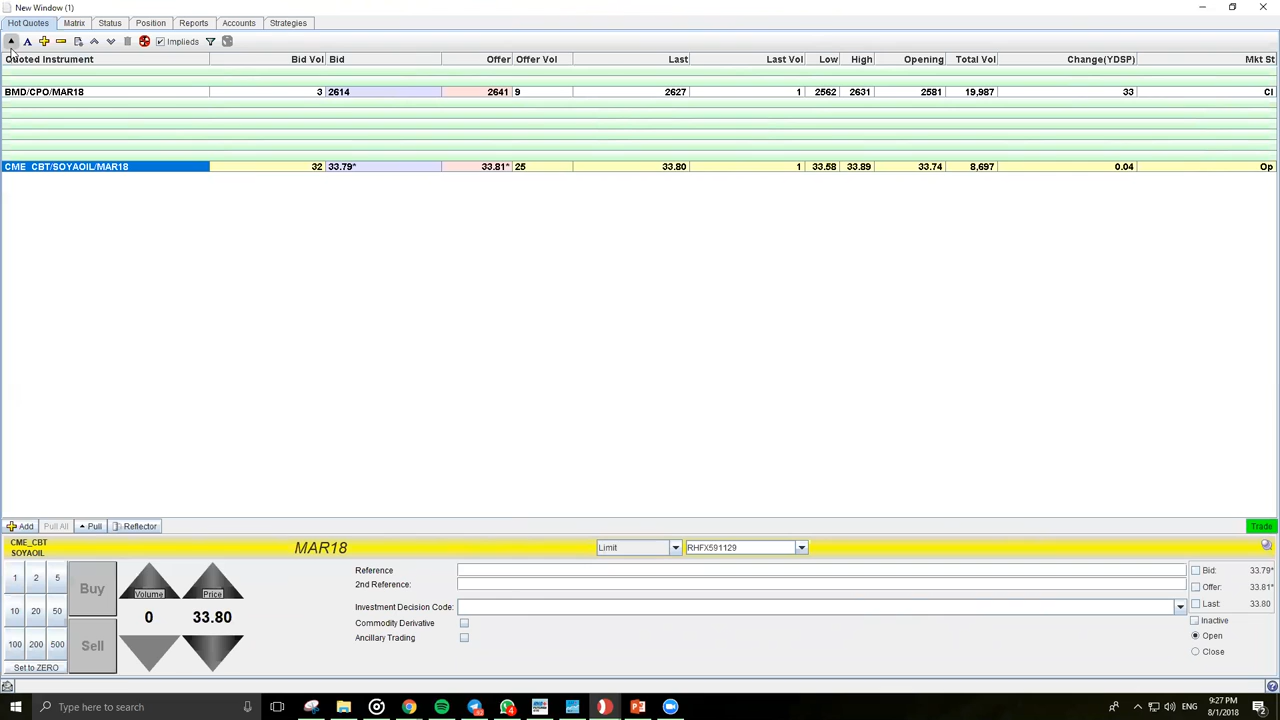 New Window (1)
Hot Quotes Matrix Status Position Reports Accounts Strategies
A Implieds
Quoted Instrument Bid Vol Bid Offer Offer Vol Last Last Vol Low High Opening Total Vol Change(YDSP) Mkt St
BMD/CPO/MAR18 3 2614 2641 9 2627 1 2562 2631 2581 19,987 33 Cl
CME_CBT/SOYAOIL/MAR18 32 33.79* 33.81* 25 33.80 1 33.58 33.89 33.74 8,697 0.04 Op
Add Pull All Pull Reflector Trade
CME_CBT
SOYAOIL
MAR18 Limit RHFX591129
1 2 5 Buy Volume Price
10 20 50 0 33.80
100 200 500 Sell
Set to ZERO
Reference
2nd Reference:
Investment Decision Code:
Commodity Derivative
Ancillary Trading
Bid: 33.79*
Offer: 33.81*
Last: 33.80
Inactive
Open
Close
Type here to search ENG 9:27 PM
8/1/2018